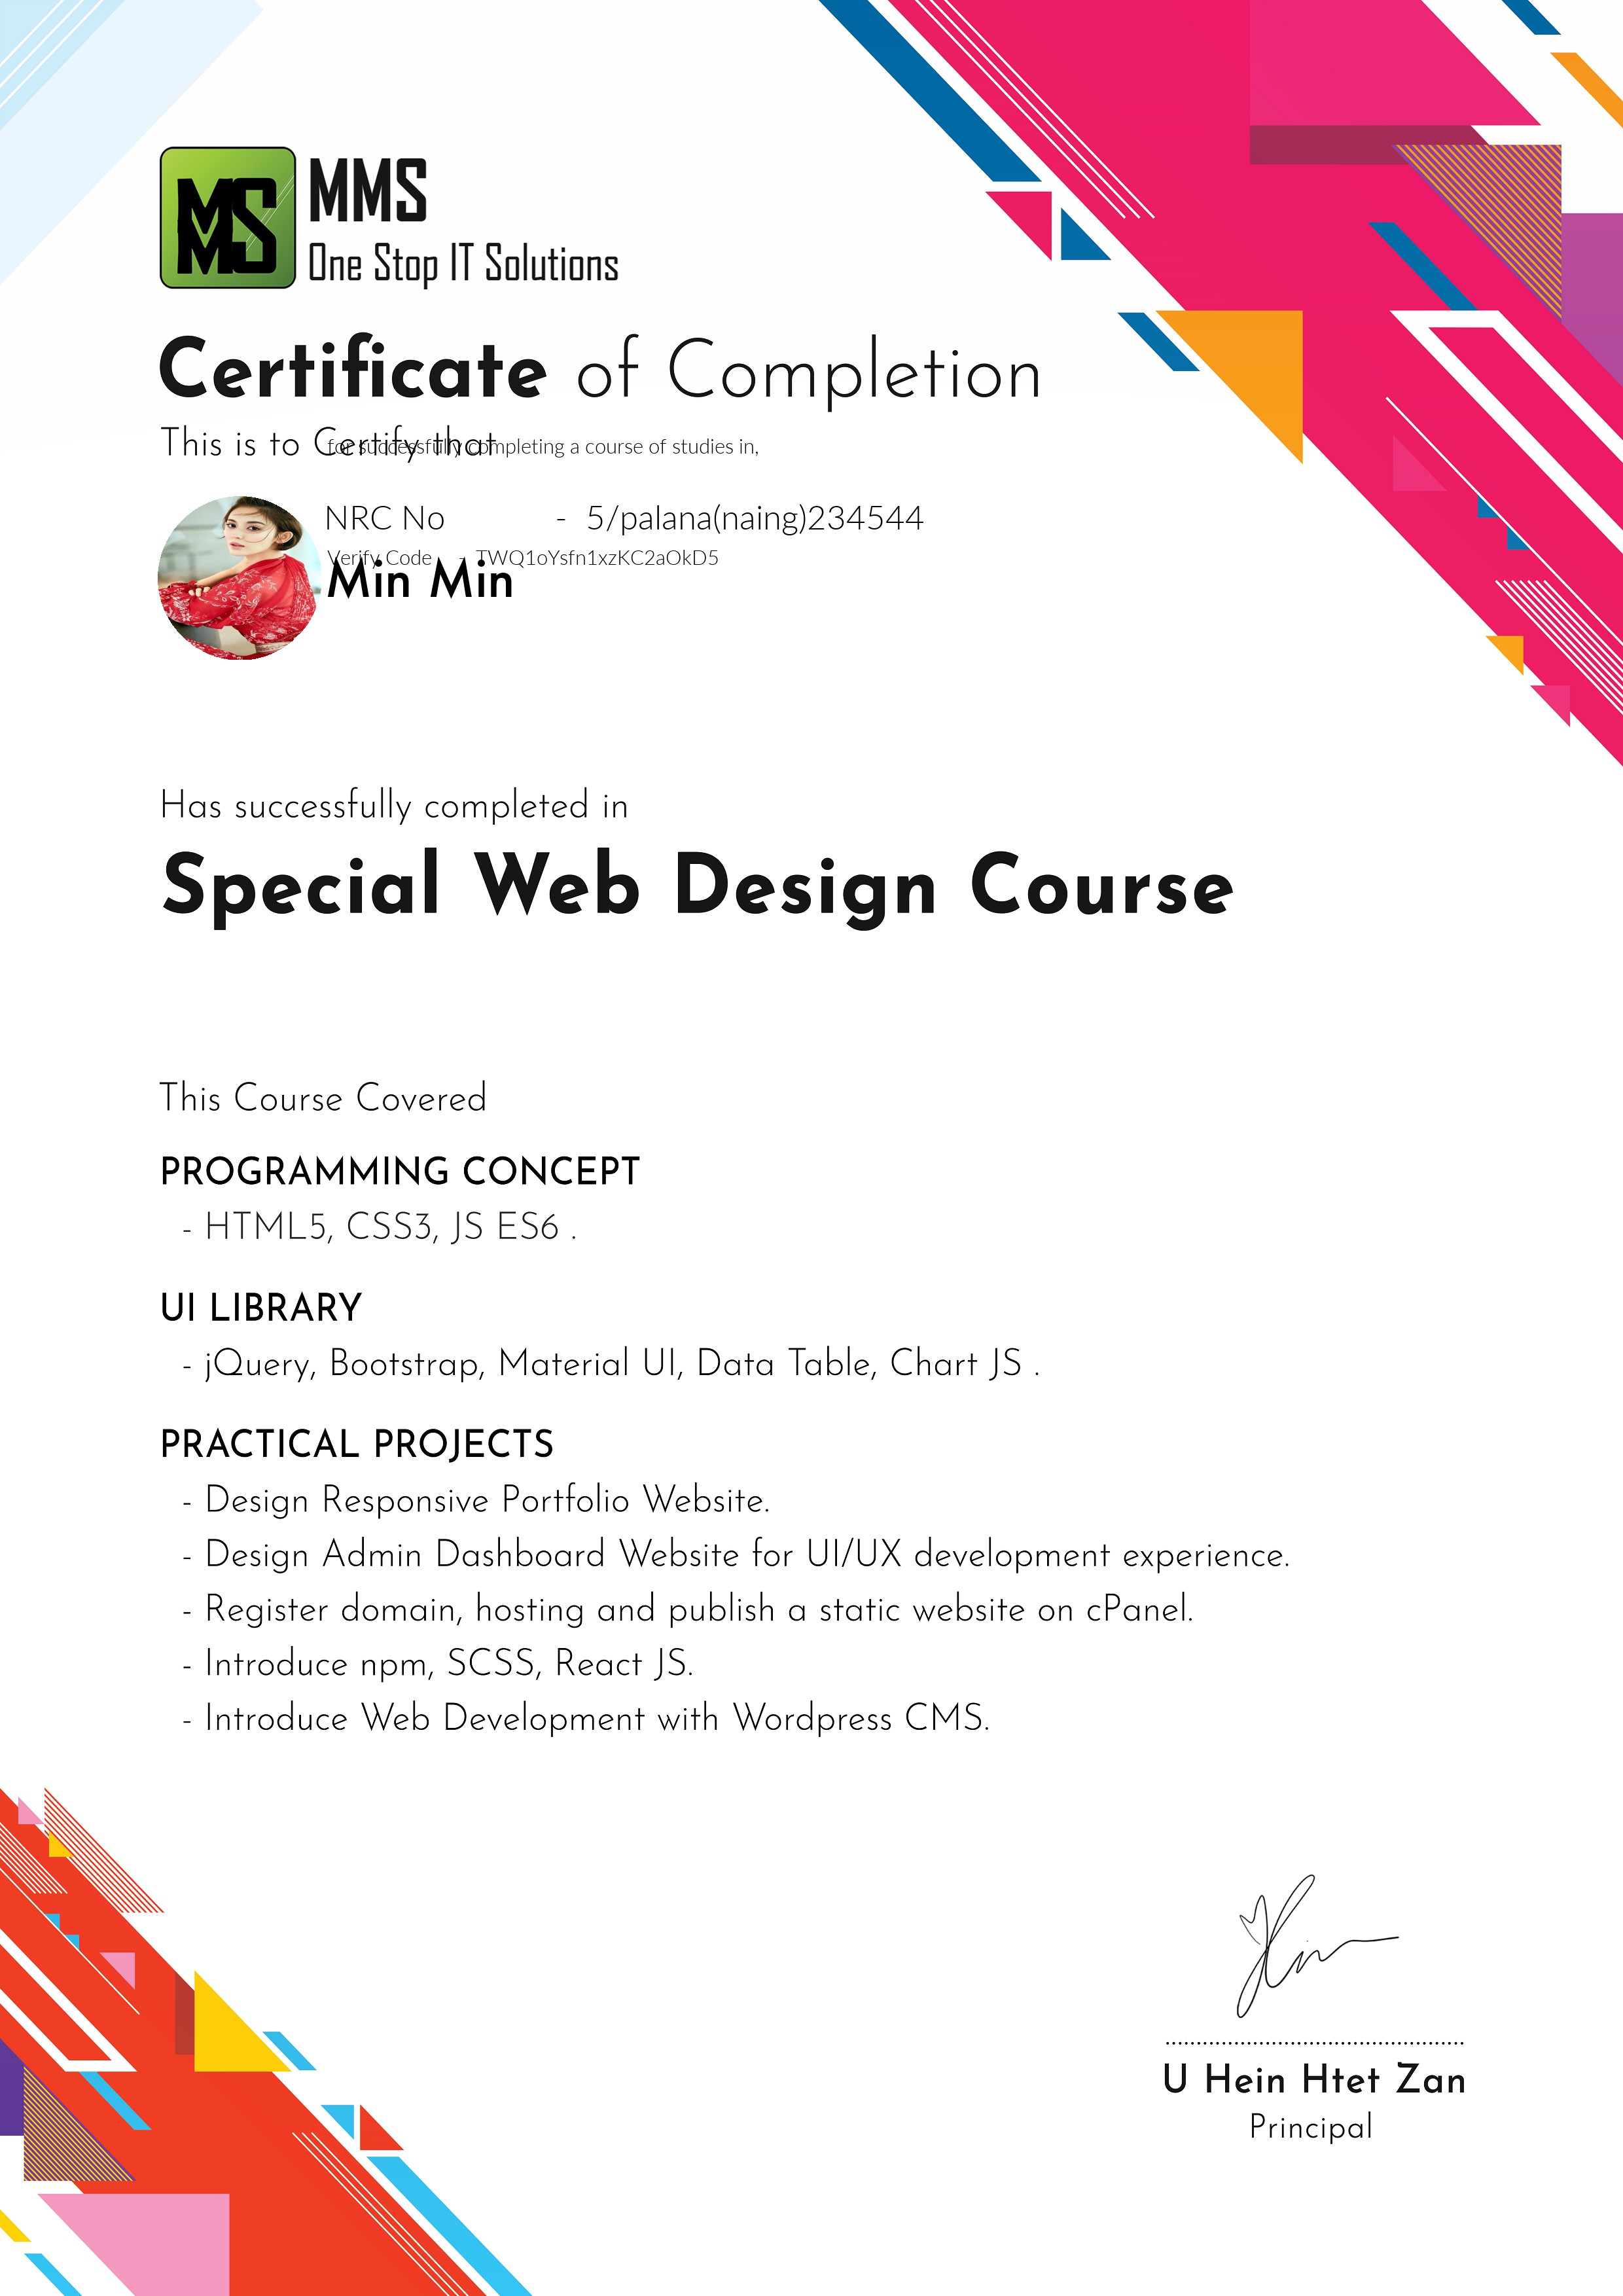 MMS
MMS
One Stop IT Solutions
Certificate of Completion
This is to Certify that
for successfully completing a course of studies in,
NRC No - 5/palana(naing)234544
Verify Code - TWQ1oYsfn1xzKC2aOkD5
Min Min
Has successfully completed in
Special Web Design Course
This Course Covered
PROGRAMMING CONCEPT
- HTML5, CSS3, JS ES6 .
UI LIBRARY
- jQuery, Bootstrap, Material UI, Data Table, Chart JS .
PRACTICAL PROJECTS
- Design Responsive Portfolio Website.
- Design Admin Dashboard Website for UI/UX development experience.
- Register domain, hosting and publish a static website on cPanel.
- Introduce npm, SCSS, React JS.
- Introduce Web Development with Wordpress CMS.
U Hein Htet Zan
Principal